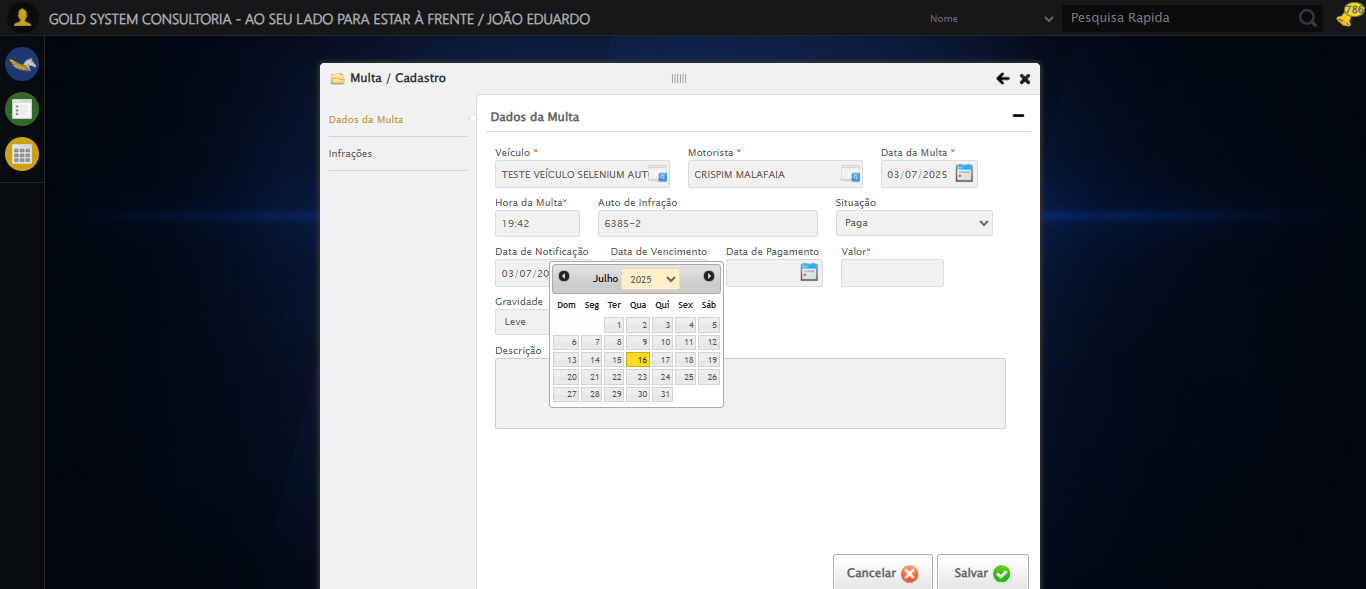 GOLD SYSTEM CONSULTORIA - AO SEU LADO PARA ESTAR À FRENTE / JOÃO EDUARDO
Nome
Pesquisa Rapida
786
Multa / Cadastro
Dados da Multa
Infrações
Dados da Multa
Veículo * Motorista * Data da Multa *
TESTE VEÍCULO SELENIUM AUT CRISPIM MALAFAIA 03/07/2025
Hora da Multa* Auto de Infração Situação
19:42 6385-2 Paga
Data de Notificação Data de Vencimento Data de Pagamento Valor*
03/07/20
Julho 2025
Dom Seg Ter Qua Qui Sex Sáb
1 2 3 4 5
6 7 8 9 10 11 12
13 14 15 16 17 18 19
20 21 22 23 24 25 26
27 28 29 30 31
Gravidade
Leve
Descrição
Cancelar Salvar